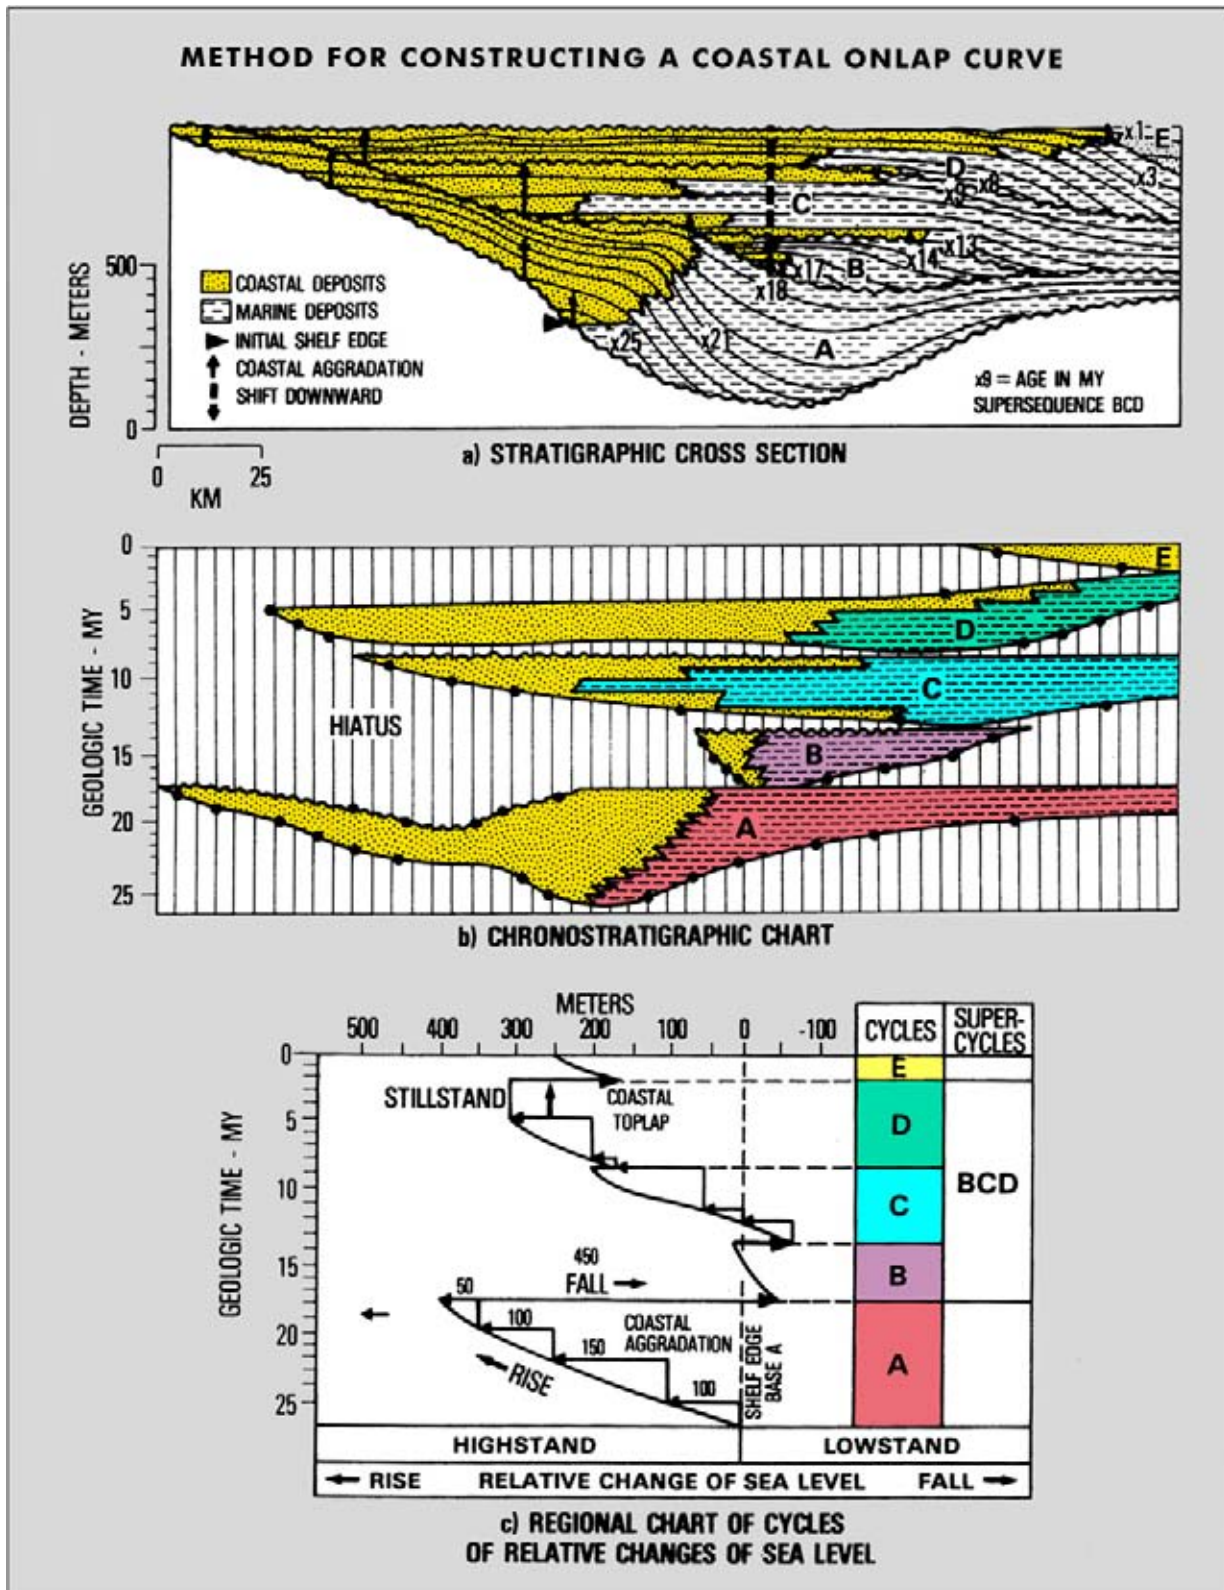 METHOD FOR CONSTRUCTING A COASTAL ONLAP CURVE
x1
E
D
x8
x3
x9
C
x13
x14
B
x17
x18
A
x21
x25
500
0
DEPTH - METERS
COASTAL DEPOSITS
MARINE DEPOSITS
INITIAL SHELF EDGE
COASTAL AGGRADATION
SHIFT DOWNWARD
x9 = AGE IN MY
SUPERSEQUENCE BCD
a) STRATIGRAPHIC CROSS SECTION
0 25
KM
GEOLOGIC TIME - MY
0
5
10
15
20
25
E
D
C
HIATUS
B
A
b) CHRONOSTRATIGRAPHIC CHART
METERS
500 400 300 200 100 0 -100
CYCLES
SUPER-
CYCLES
GEOLOGIC TIME - MY
0
5
10
15
20
25
STILLSTAND
COASTAL
TOPLAP
450
FALL
50
100
150
100
COASTAL
AGGRADATION
RISE
SHELF EDGE
BASE A
E
D
C
B
A
BCD
HIGHSTAND LOWSTAND
RISE RELATIVE CHANGE OF SEA LEVEL FALL
c) REGIONAL CHART OF CYCLES
OF RELATIVE CHANGES OF SEA LEVEL